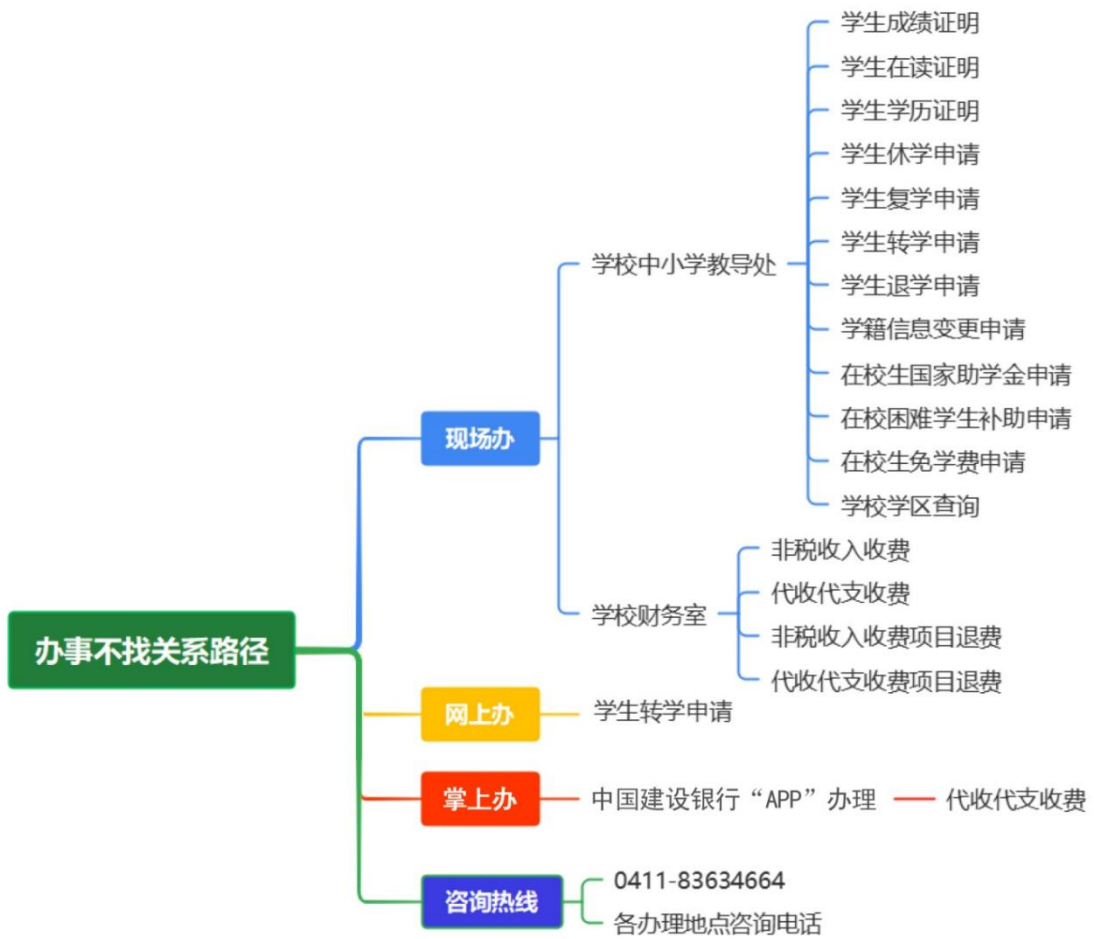 办事不找关系路径
现场办
学校中小学教导处
学生成绩证明
学生在读证明
学生学历证明
学生休学申请
学生复学申请
学生转学申请
学生退学申请
学籍信息变更申请
在校生国家助学金申请
在校困难学生补助申请
在校生免学费申请
学校学区查询
学校财务室
非税收入收费
代收代支收费
非税收入收费项目退费
代收代支收费项目退费
网上办
学生转学申请
掌上办
中国建设银行“APP”办理
代收代支收费
咨询热线
0411-83634664
各办理地点咨询电话